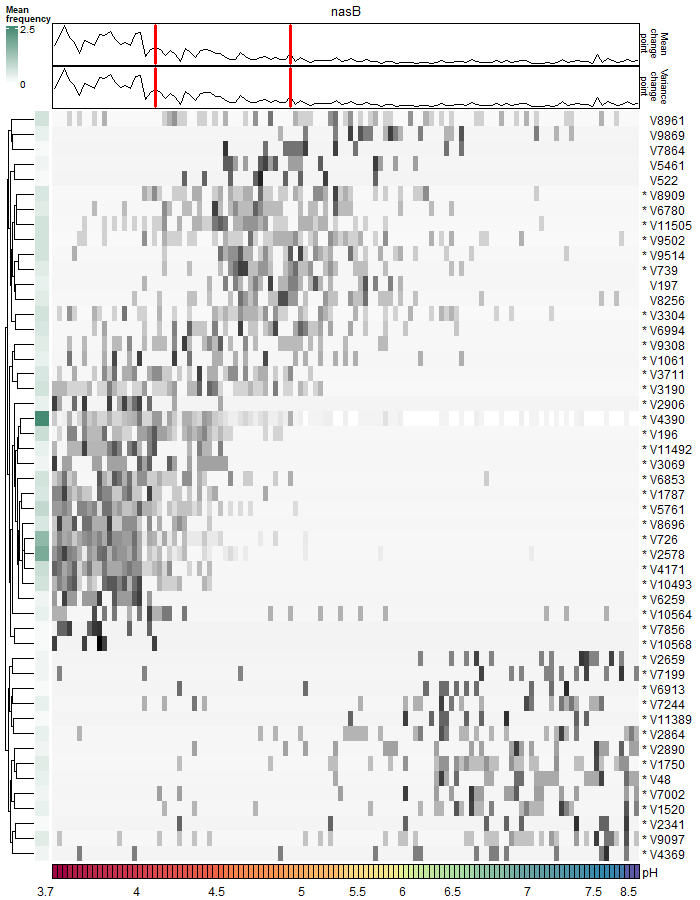 nasB
Mean
frequency
2.5
0
Mean
change
point
Variance
change
point
V8961
V9869
V7864
V5461
V522
* V8909
* V6780
* V11505
* V9502
* V9514
* V739
V197
V8256
* V3304
* V6994
* V9308
* V1061
* V3711
* V3190
* V2906
* V4390
* V196
* V11492
* V3069
* V6853
* V1787
* V5761
* V8696
* V726
* V2578
* V4171
* V10493
* V6259
* V10564
* V7856
* V10568
* V2659
* V7199
* V6913
* V7244
* V11389
* V2864
* V2890
* V1750
* V48
* V7002
* V1520
* V2341
* V9097
* V4369
pH
3.7 4 4.5 5 5.5 6 6.5 7 7.5 8.5